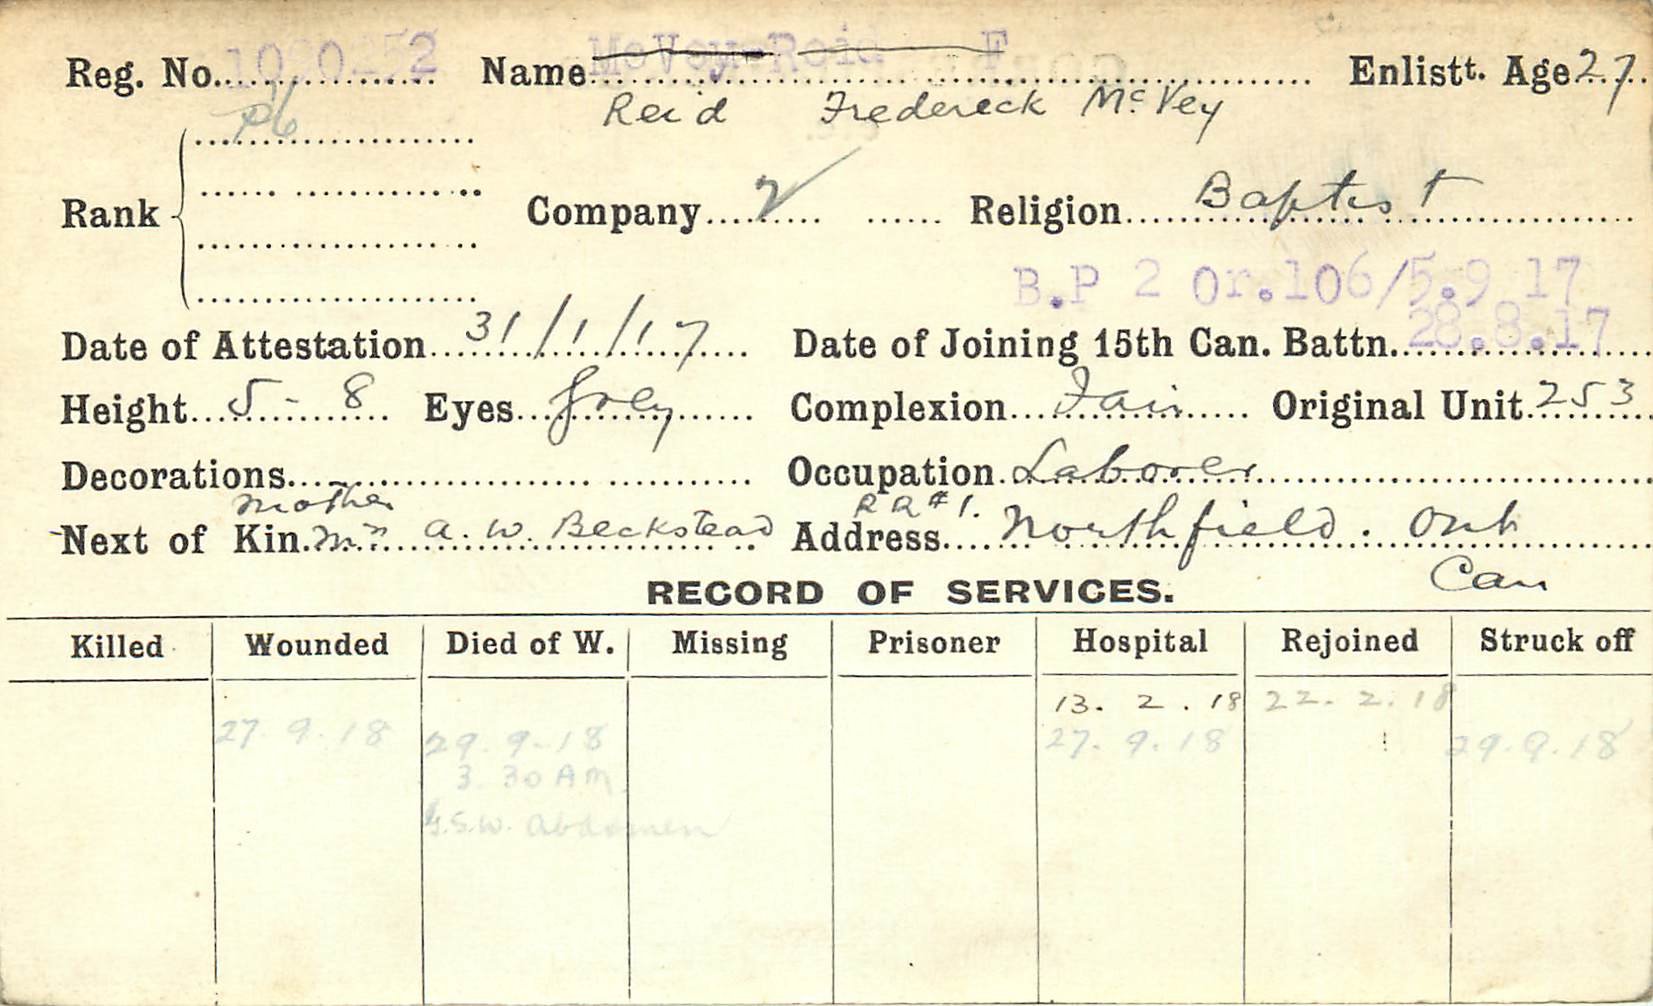 Reg. No. 1090252 Name McVey-Reid F Enlistt. Age 27
Reid Frederick McVey
Rank Company 2 Religion Baptist
B.P 2 Or.106/5.9 17
Date of Attestation 31/1/17 Date of Joining 15th Can. Battn. 28.8.17
Height 5-8 Eyes Grey Complexion Fair Original Unit 253
Decorations Occupation Laborer
mother RR#1.
Next of Kin. Mrs. A. W. Beckstead Address Northfield. Ont
Can
RECORD OF SERVICES.
Killed Wounded Died of W. Missing Prisoner Hospital Rejoined Struck off
13. 2. 18 22. 2. 18
27 9.18 29. 9-18 27. 9. 18 29.9.18
3 30 AM
G.S.W. Abdomen